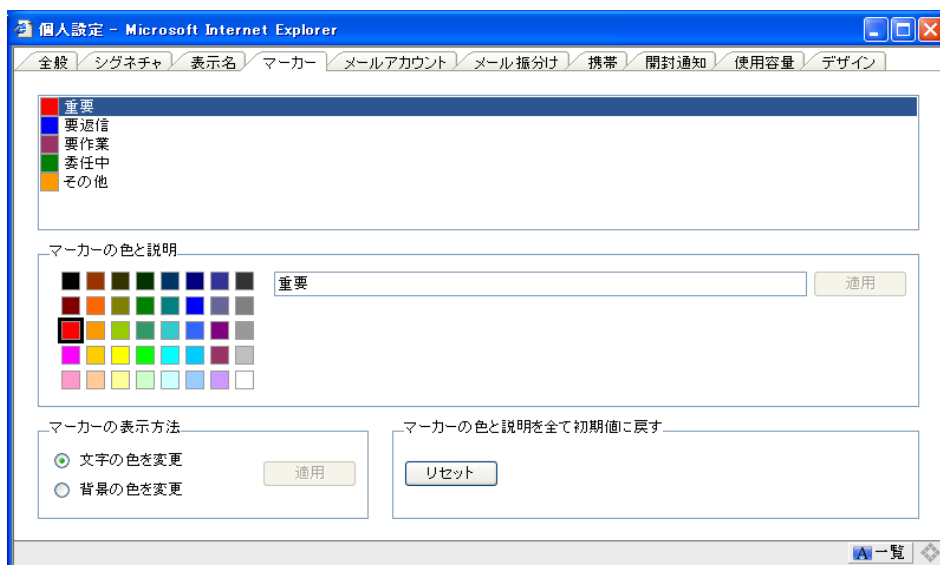 個人設定 - Microsoft Internet Explorer
全般 シグネチャ 表示名 マーカー メールアカウント メール振分け 携帯 開封通知 使用容量 デザイン
重要
要返信
要作業
委任中
その他
マーカーの色と説明
重要 適用
マーカーの表示方法
文字の色を変更
背景の色を変更
適用
マーカーの色と説明を全て初期値に戻す
リセット
A 一覧